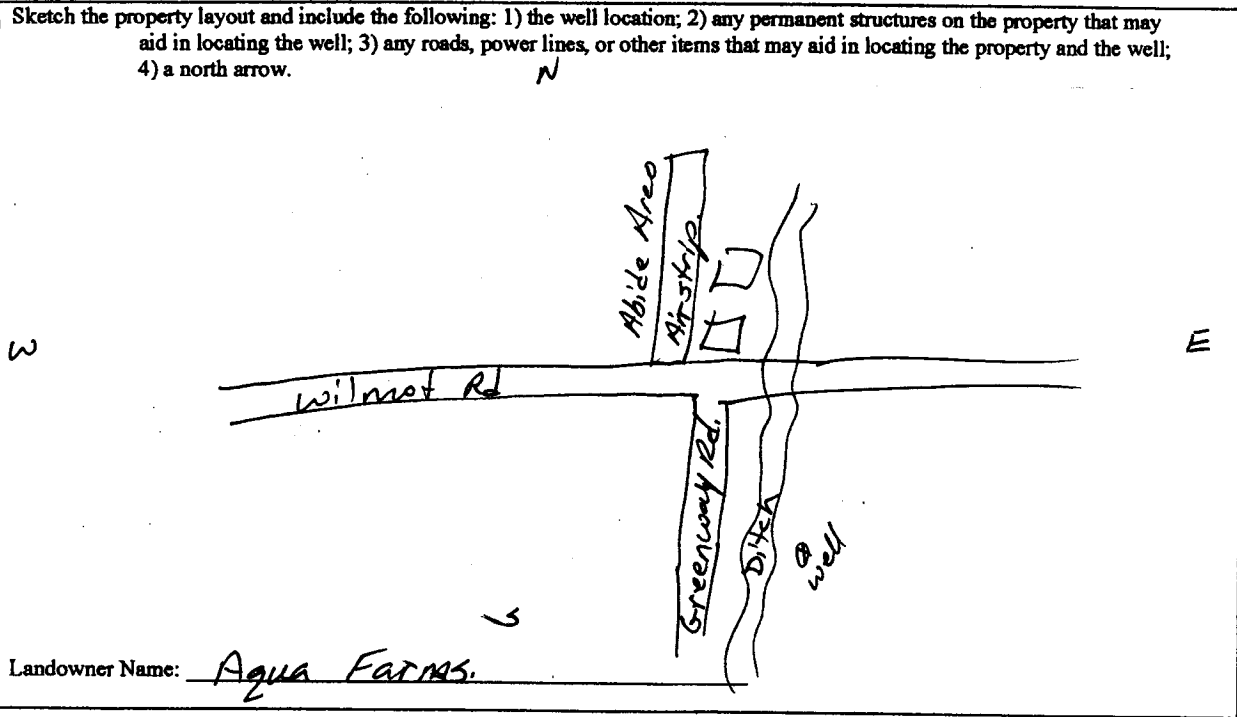 Sketch the property layout and include the following: 1) the well location; 2) any permanent structures on the property that may
aid in locating the well; 3) any roads, power lines, or other items that may aid in locating the property and the well;
4) a north arrow.
N
Abide Areo
Airstrip.
W
E
Wilmot Rd
Greenway Rd.
Ditch
well
S
Landowner Name: Aqua Farms.